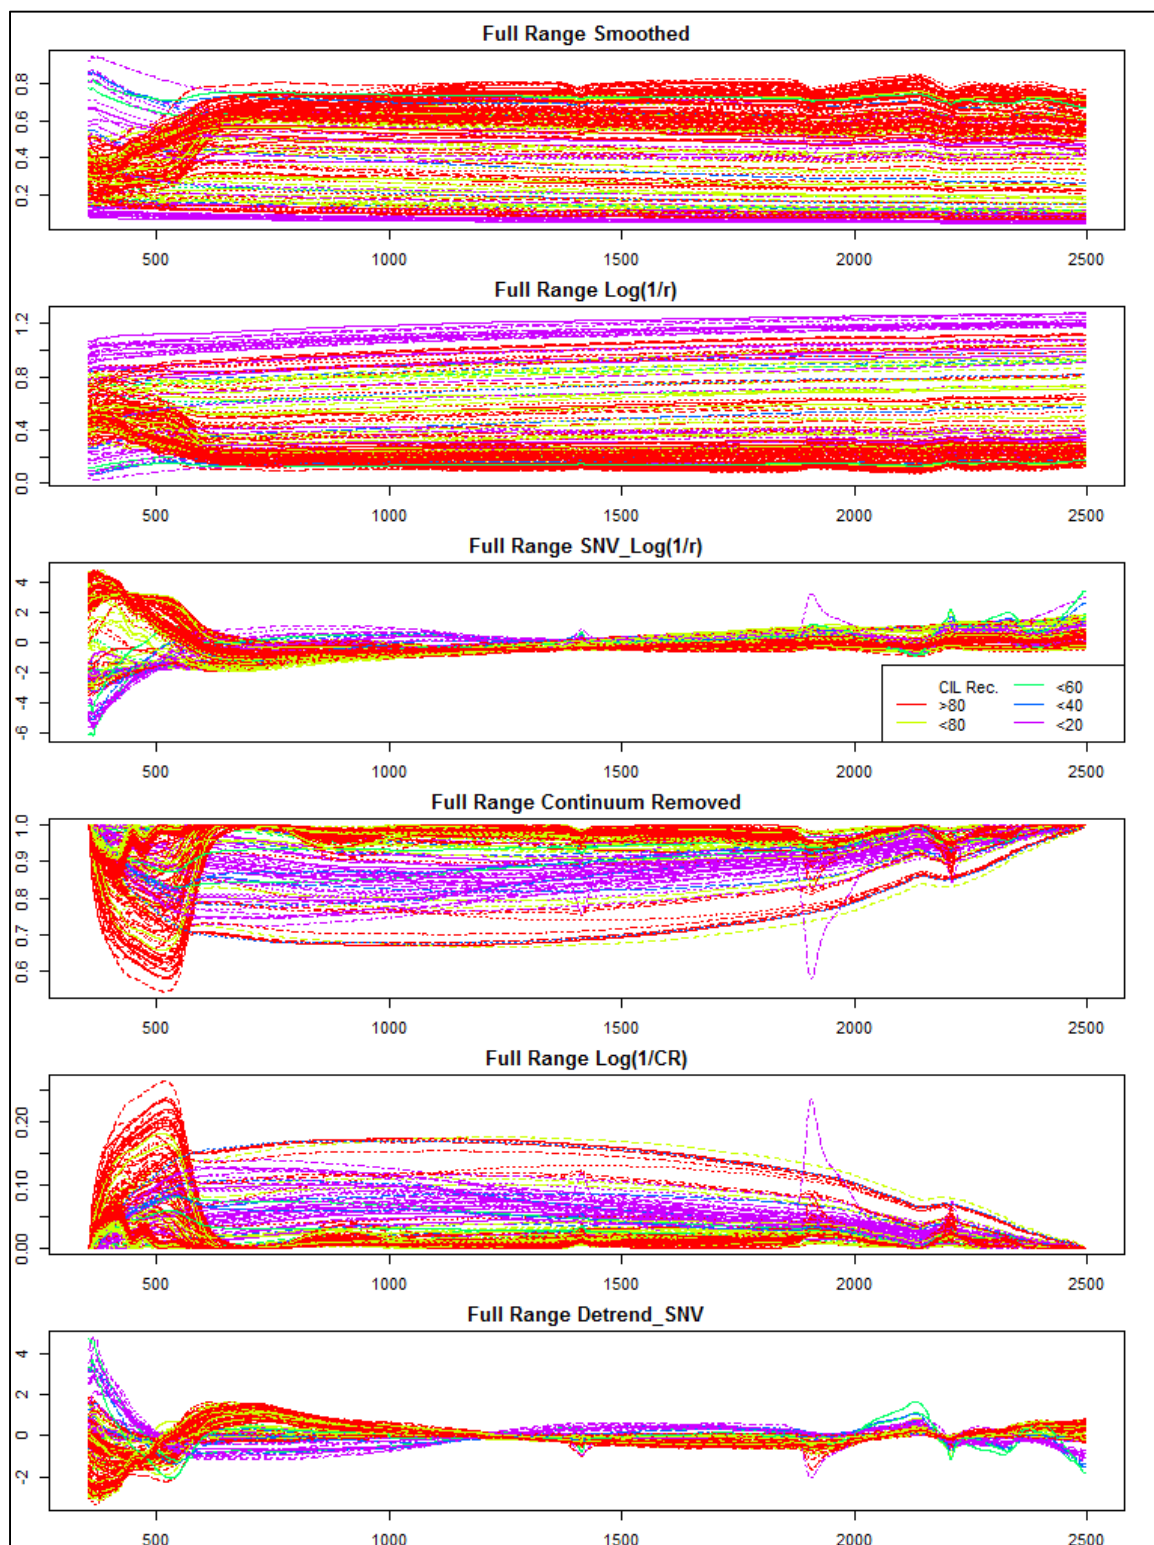 Full Range Smoothed
0.8
0.6
0.4
0.2
500 1000 1500 2000 2500
Full Range Log(1/r)
1.2
0.8
0.4
0.0
500 1000 1500 2000 2500
Full Range SNV_Log(1/r)
4
2
0
-2
-4
-6
CIL Rec. <60
>80 <40
<80 <20
500 1000 1500 2000 2500
Full Range Continuum Removed
1.0
0.9
0.8
0.7
0.6
500 1000 1500 2000 2500
Full Range Log(1/CR)
0.20
0.10
0.00
500 1000 1500 2000 2500
Full Range Detrend_SNV
4
2
0
-2
500 1000 1500 2000 2500